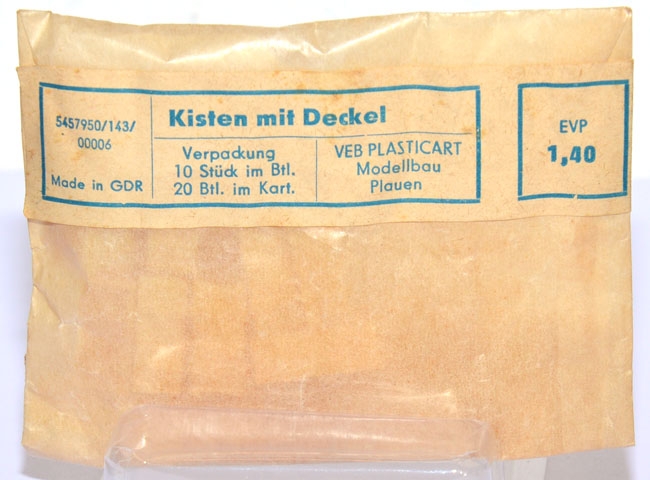 5457950/143/
00006
Made in GDR
Kisten mit Deckel
Verpackung
10 Stück im Btl.
20 Btl. im Kart.
VEB PLASTICART
Modellbau
Plauen
EVP
1,40